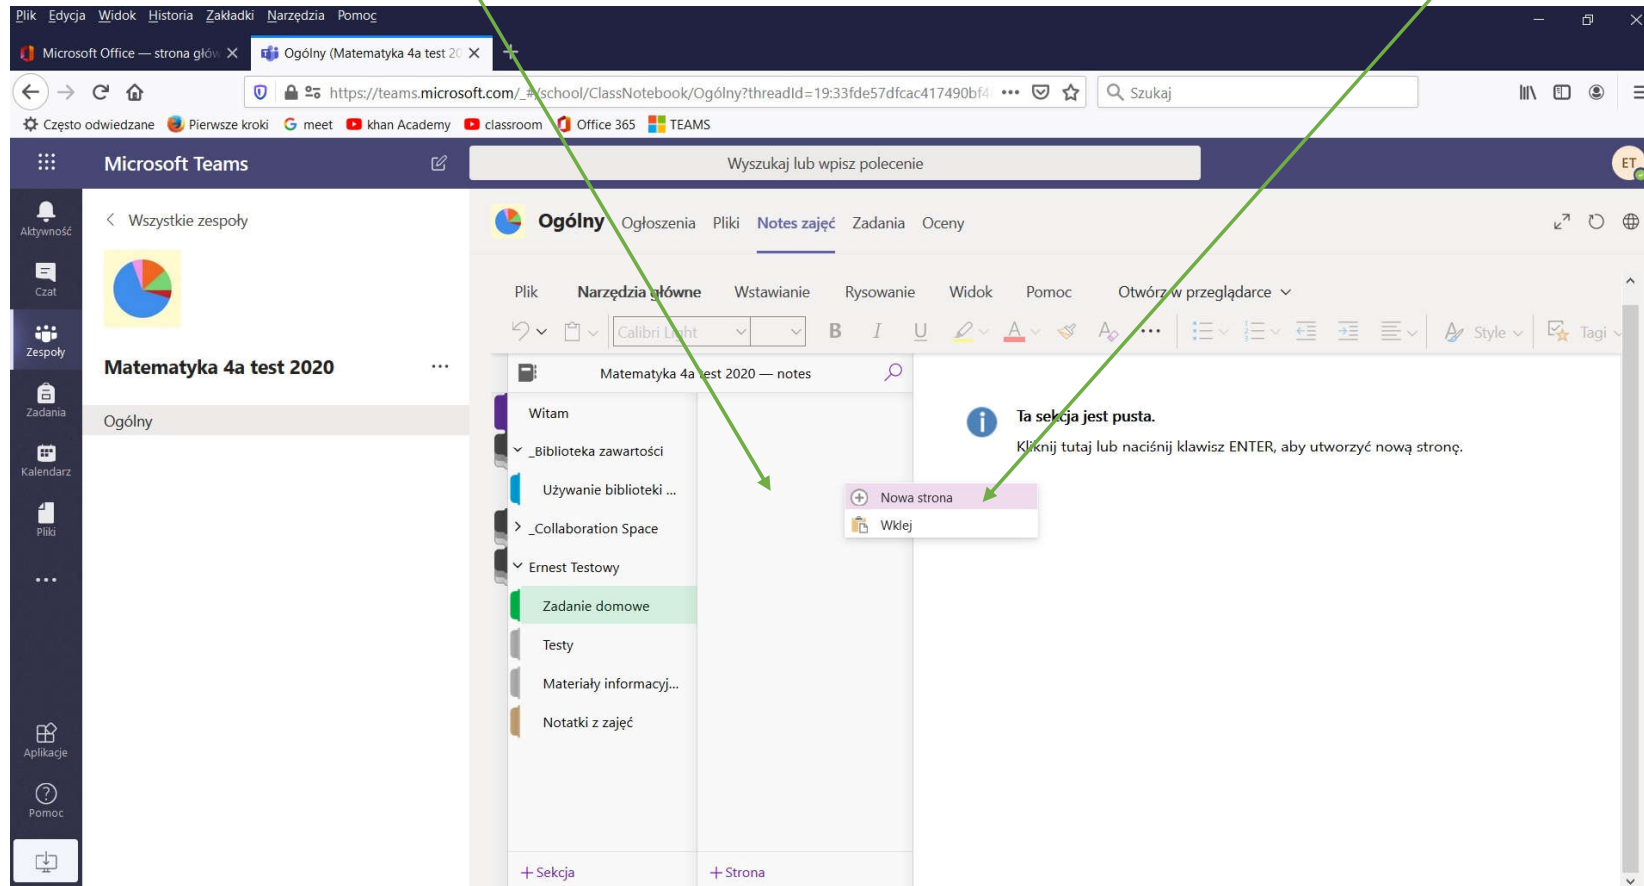 Plik Edycja Widok Historia Zakładki Narzędzia Pomoc
Microsoft Office — strona głów
Ogólny (Matematyka 4a test 20
https://teams.microsoft.com/_#/school/ClassNotebook/Ogólny?threadId=19:33fde57dfcac417490bf4
Szukaj
Często odwiedzane Pierwsze kroki meet khan Academy classroom Office 365 TEAMS
Microsoft Teams
Wyszukaj lub wpisz polecenie
ET
Aktywność
Czat
Zespoły
Zadania
Kalendarz
Pliki
Aplikacje
Pomoc
Wszystkie zespoły
Matematyka 4a test 2020
Ogólny
Ogólny Ogłoszenia Pliki Notes zajęć Zadania Oceny
Plik Narzędzia główne Wstawianie Rysowanie Widok Pomoc Otwórz w przeglądarce
Calibri Light B I U A A Style Tagi
Matematyka 4a test 2020 — notes
Witam
_Biblioteka zawartości
Używanie biblioteki ...
_Collaboration Space
Ernest Testowy
Zadanie domowe
Testy
Materiały informacyj...
Notatki z zajęć
+ Sekcja
+ Strona
Ta sekcja jest pusta.
Kliknij tutaj lub naciśnij klawisz ENTER, aby utworzyć nową stronę.
Nowa strona
Wklej